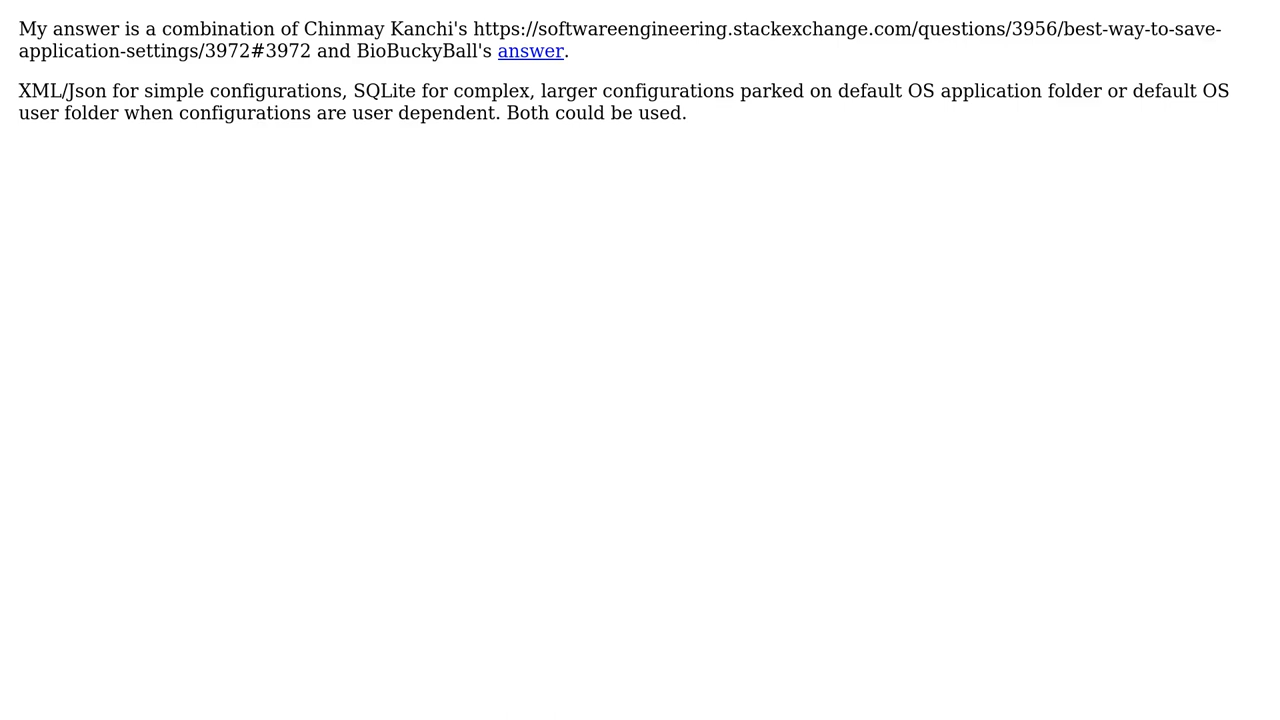 My answer is a combination of Chinmay Kanchi's https://softwareengineering.stackexchange.com/questions/3956/best-way-to-save-
application-settings/3972#3972 and BioBuckyBall's answer.
XML/Json for simple configurations, SQLite for complex, larger configurations parked on default OS application folder or default OS
user folder when configurations are user dependent. Both could be used.